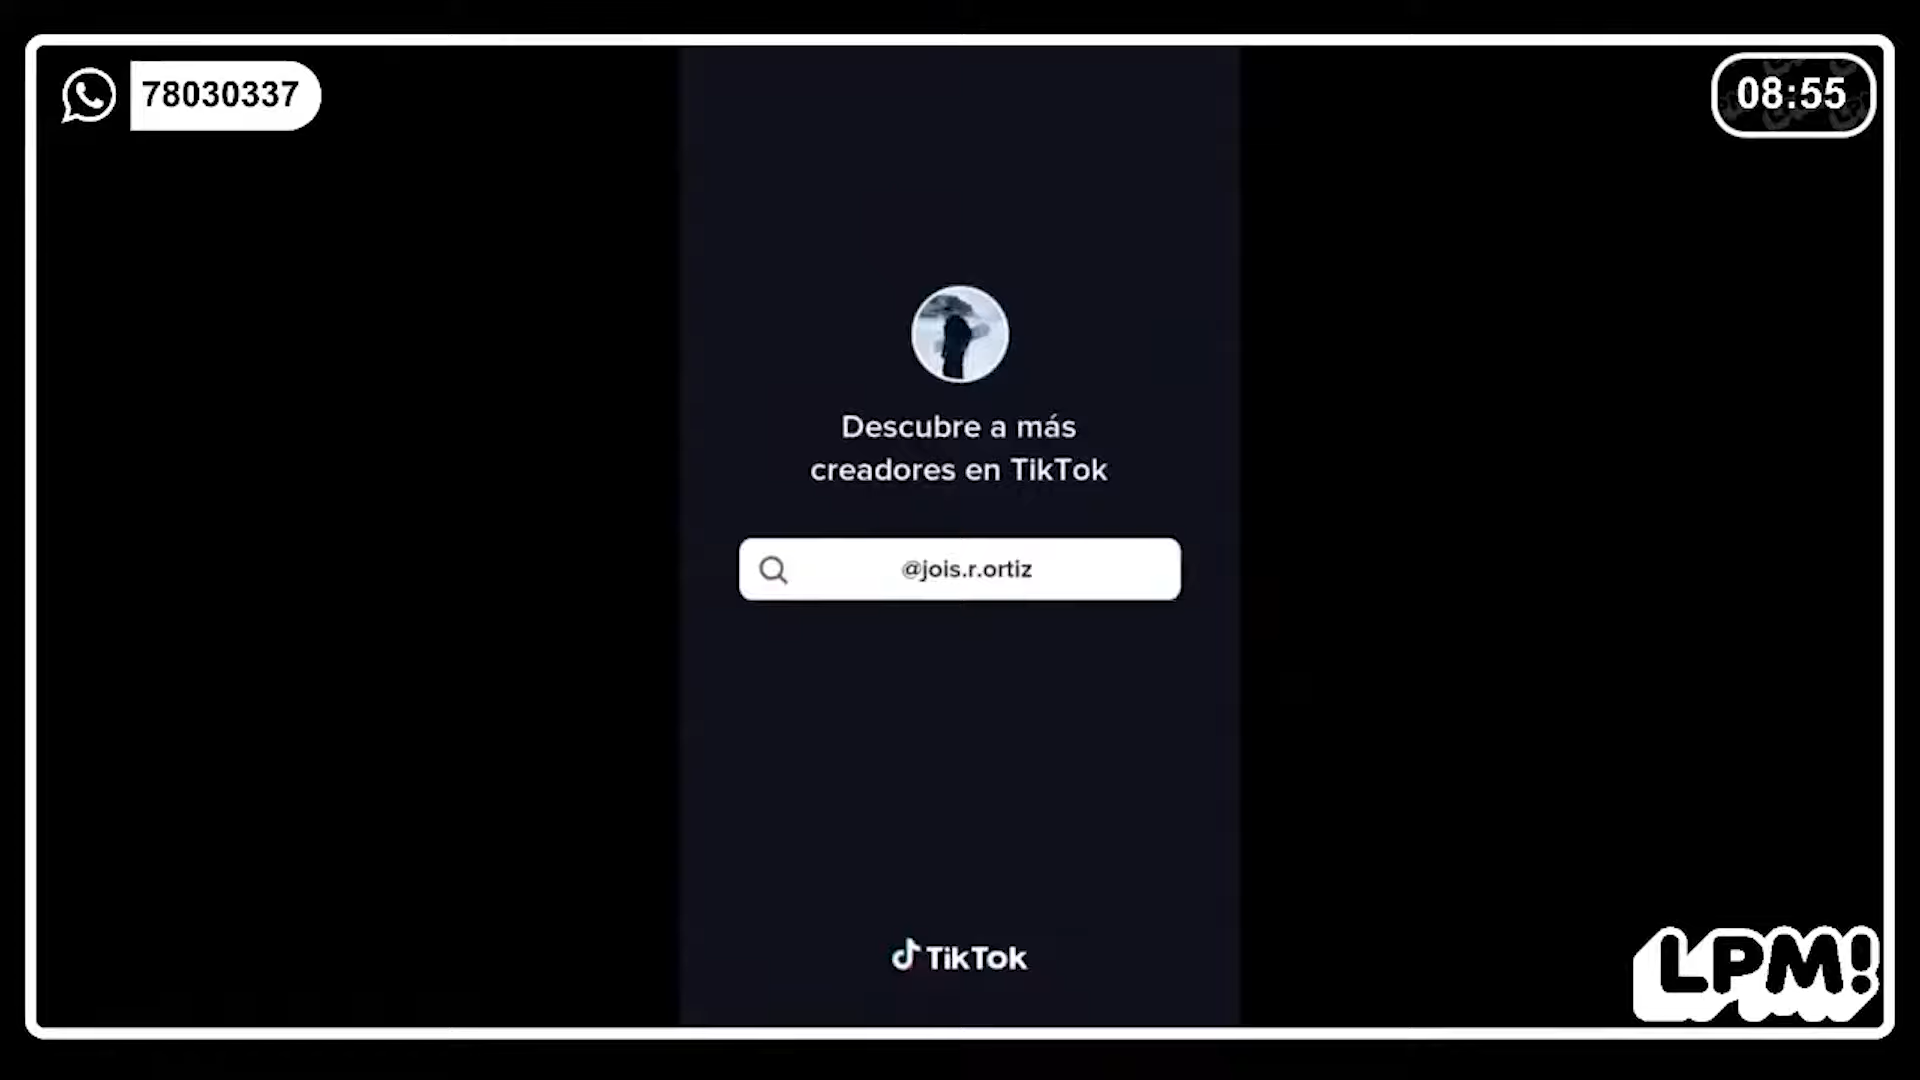 78030337
08:55
Descubre a más
creadores en TikTok
@jois.r.ortiz
TikTok
LPM!